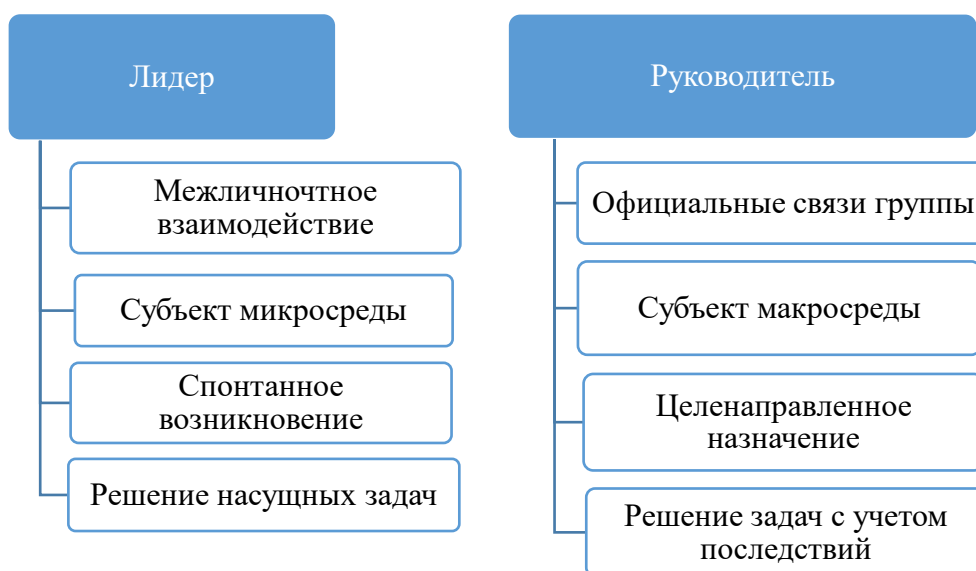 Лидер
Межличночтное
взаимодействие
Субъект микросреды
Спонтанное
возникновение
Решение насущных задач
Руководитель
Официальные связи группы
Субъект макросреды
Целенаправленное
назначение
Решение задач с учетом
последствий